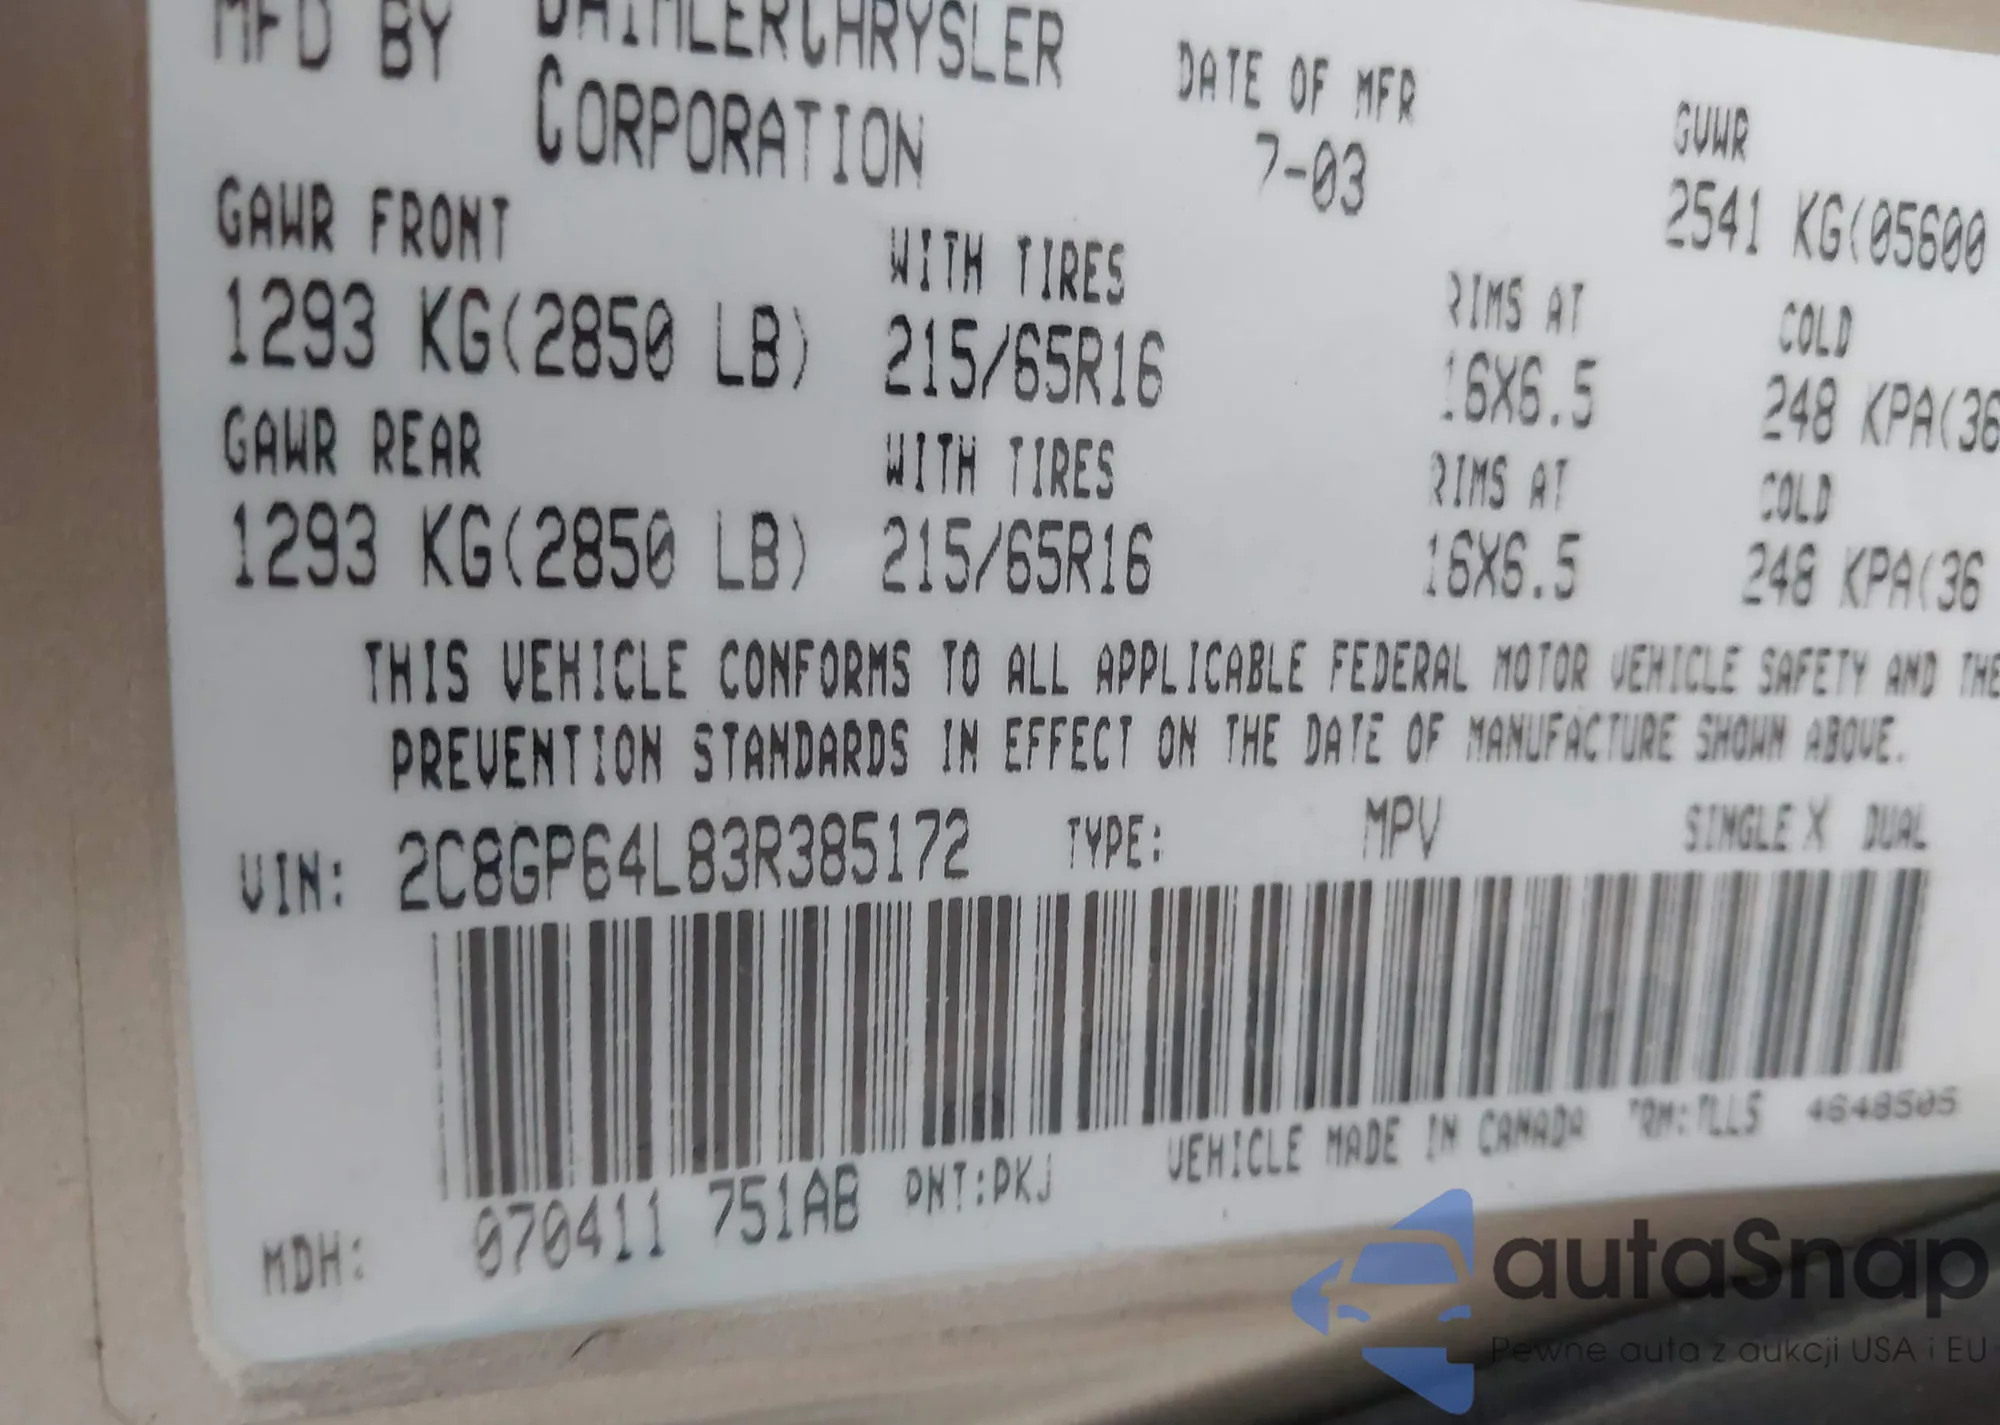 MFD BY DAIMLERCHRYSLER
CORPORATION
DATE OF MFR
7-03
GVWR
2541 KG(05600
GAWR FRONT
1293 KG(2850 LB)
WITH TIRES
215/65R16
RIMS AT
16X6.5
COLD
248 KPA(36
GAWR REAR
1293 KG(2850 LB)
WITH TIRES
215/65R16
RIMS AT
16X6.5
COLD
248 KPA(36
THIS VEHICLE CONFORMS TO ALL APPLICABLE FEDERAL MOTOR VEHICLE SAFETY AND THE
PREVENTION STANDARDS IN EFFECT ON THE DATE OF MANUFACTURE SHOWN ABOVE.
VIN: 2C8GP64L83R385172 TYPE: MPV SINGLE X DUAL
VEHICLE MADE IN CANADA TRM:TLL5 4648505
MDH: 070411 751AB PNT:PKJ
autaSnap
Pewne auta z aukcji USA i EU